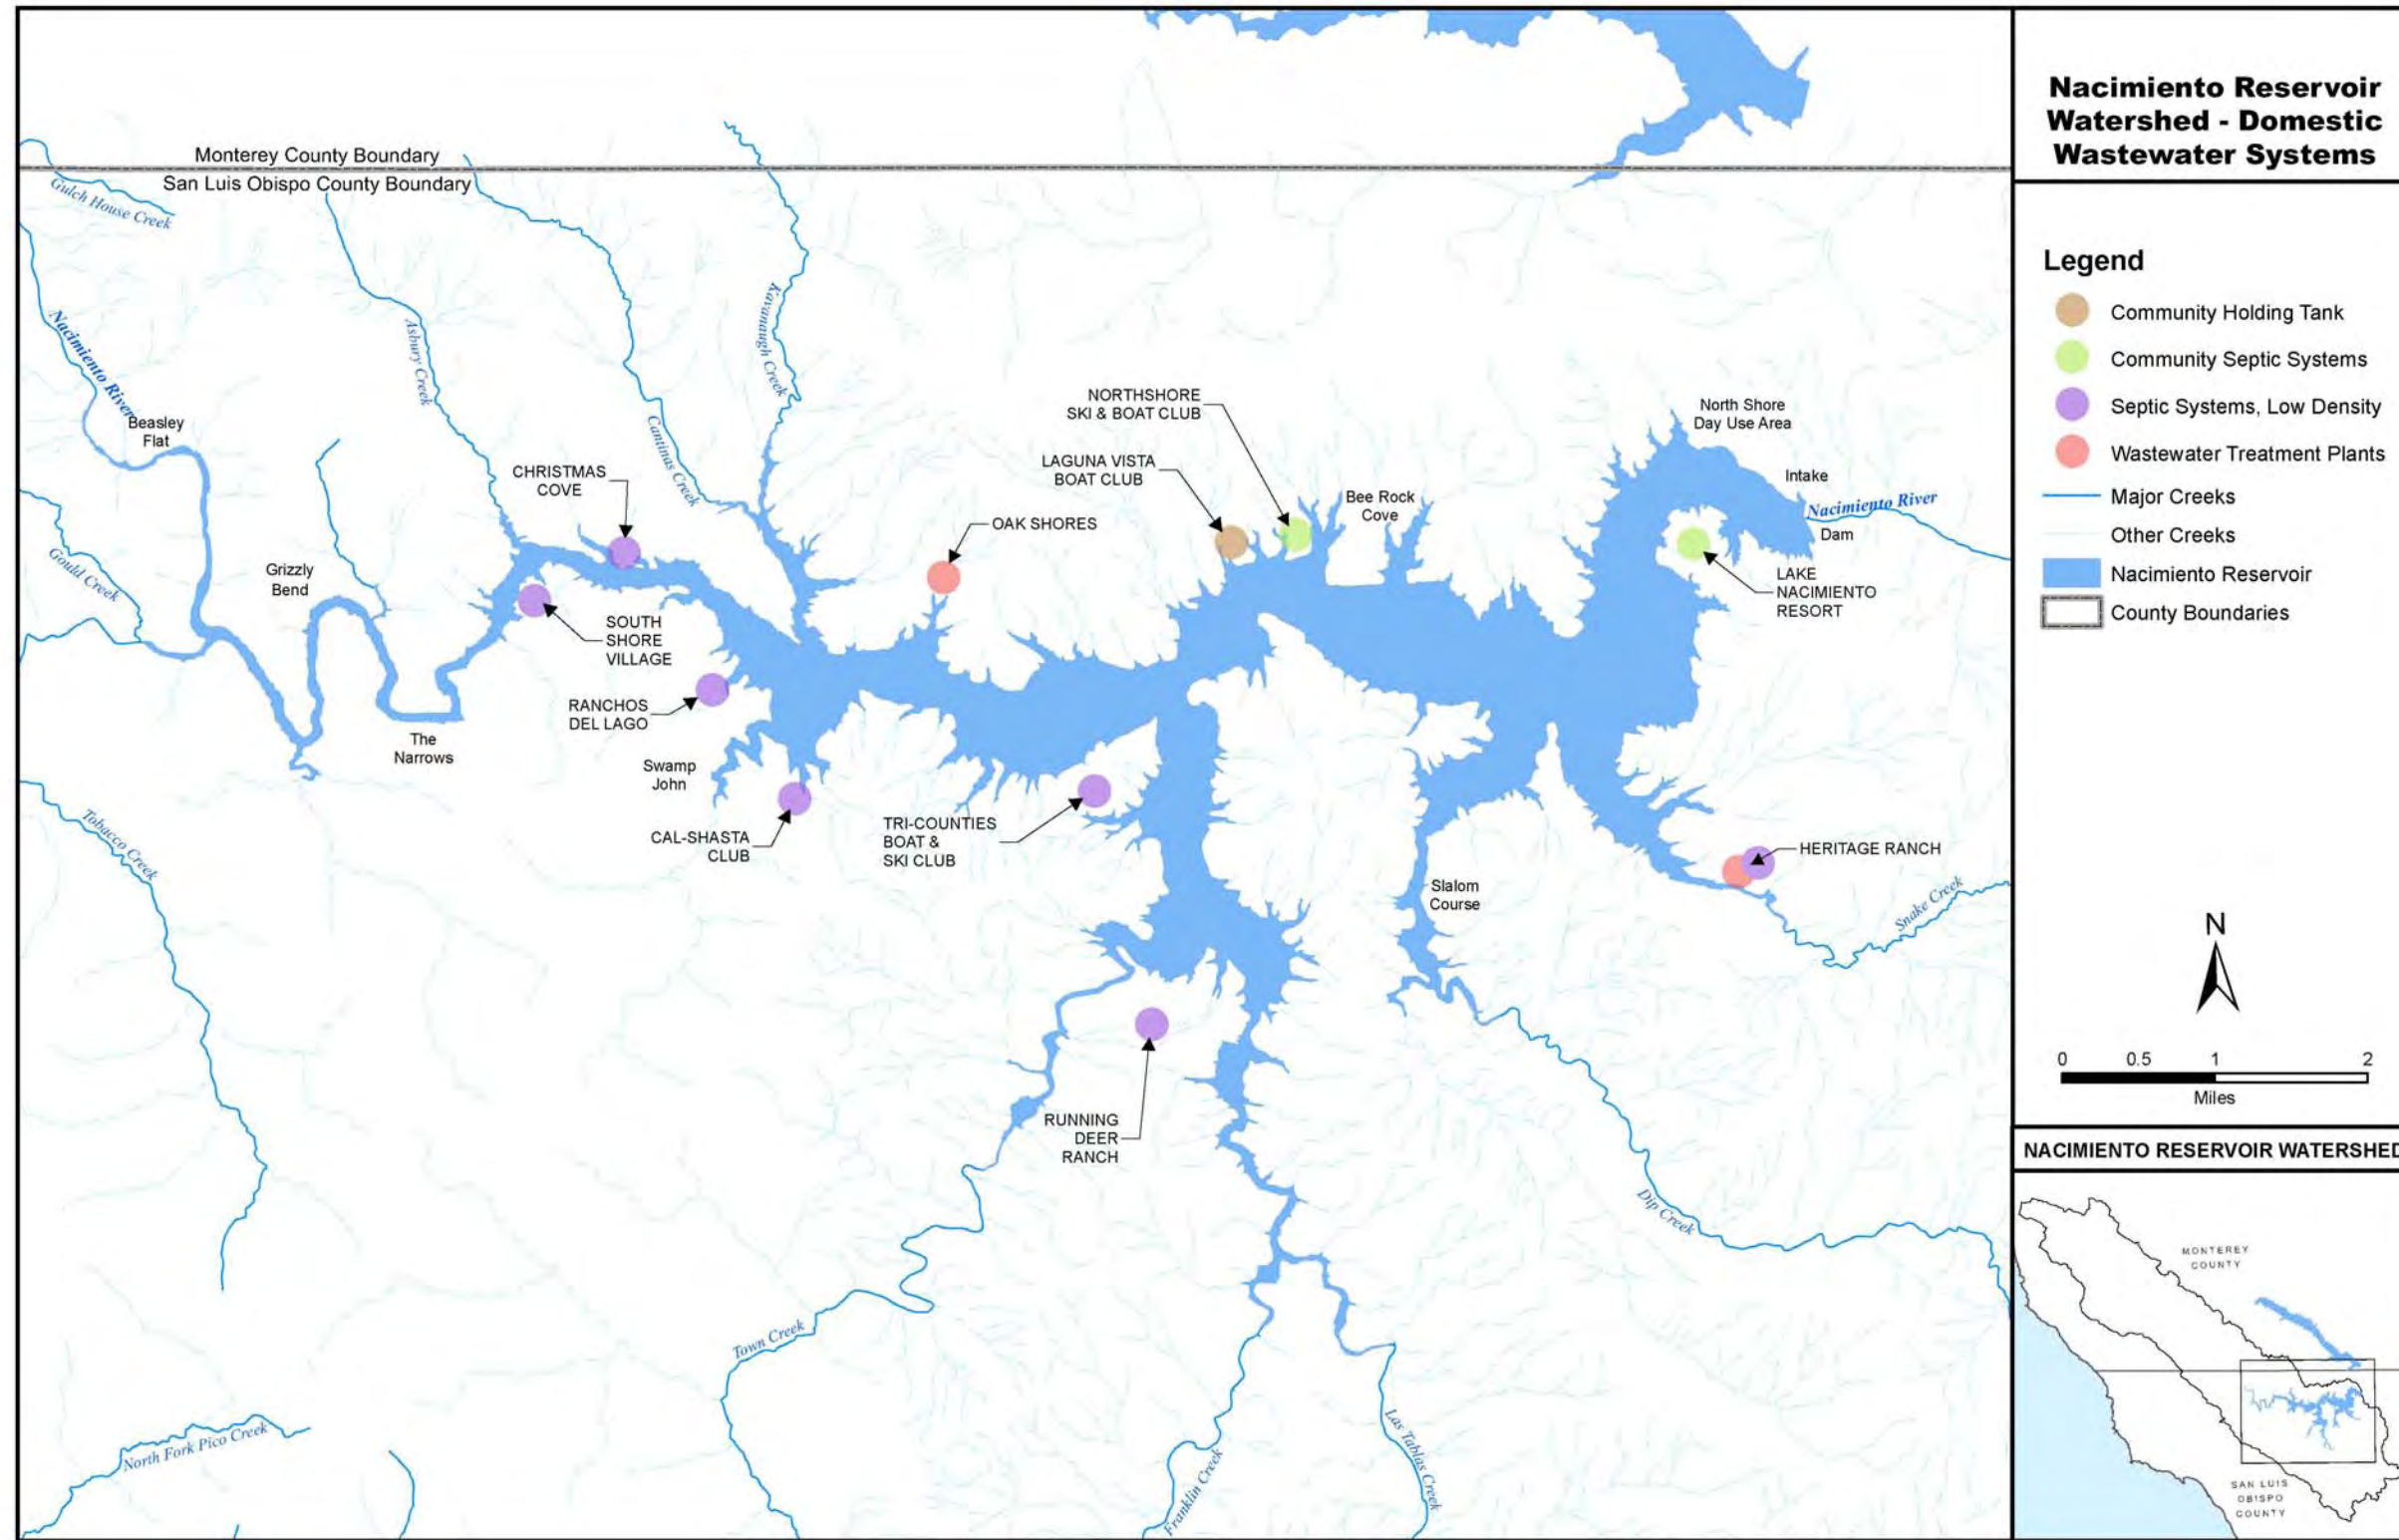 Nacimiento Reservoir
Watershed - Domestic
Wastewater Systems
Legend
Community Holding Tank
Community Septic Systems
Septic Systems, Low Density
Wastewater Treatment Plants
Major Creeks
Other Creeks
Nacimiento Reservoir
County Boundaries
N
0 0.5 1 2
Miles
NACIMIENTO RESERVOIR WATERSHED
MONTEREY
COUNTY
SAN LUIS
OBISPO
COUNTY
Monterey County Boundary
San Luis Obispo County Boundary
Gulch House Creek
Nacimiento River
Asbury Creek
Kavanaugh Creek
Cantinas Creek
Beasley
Flat
Gould Creek
Grizzly
Bend
CHRISTMAS
COVE
OAK SHORES
NORTHSHORE
SKI & BOAT CLUB
LAGUNA VISTA
BOAT CLUB
Bee Rock
Cove
North Shore
Day Use Area
Intake
Nacimiento River
Dam
LAKE
NACIMIENTO
RESORT
SOUTH
SHORE
VILLAGE
RANCHOS
DEL LAGO
The
Narrows
Swamp
John
CAL-SHASTA
CLUB
TRI-COUNTIES
BOAT &
SKI CLUB
HERITAGE RANCH
Slalom
Course
Snake Creek
Tobacco Creek
RUNNING
DEER
RANCH
Dip Creek
Town Creek
North Fork Pico Creek
Franklin Creek
Las Tablas Creek